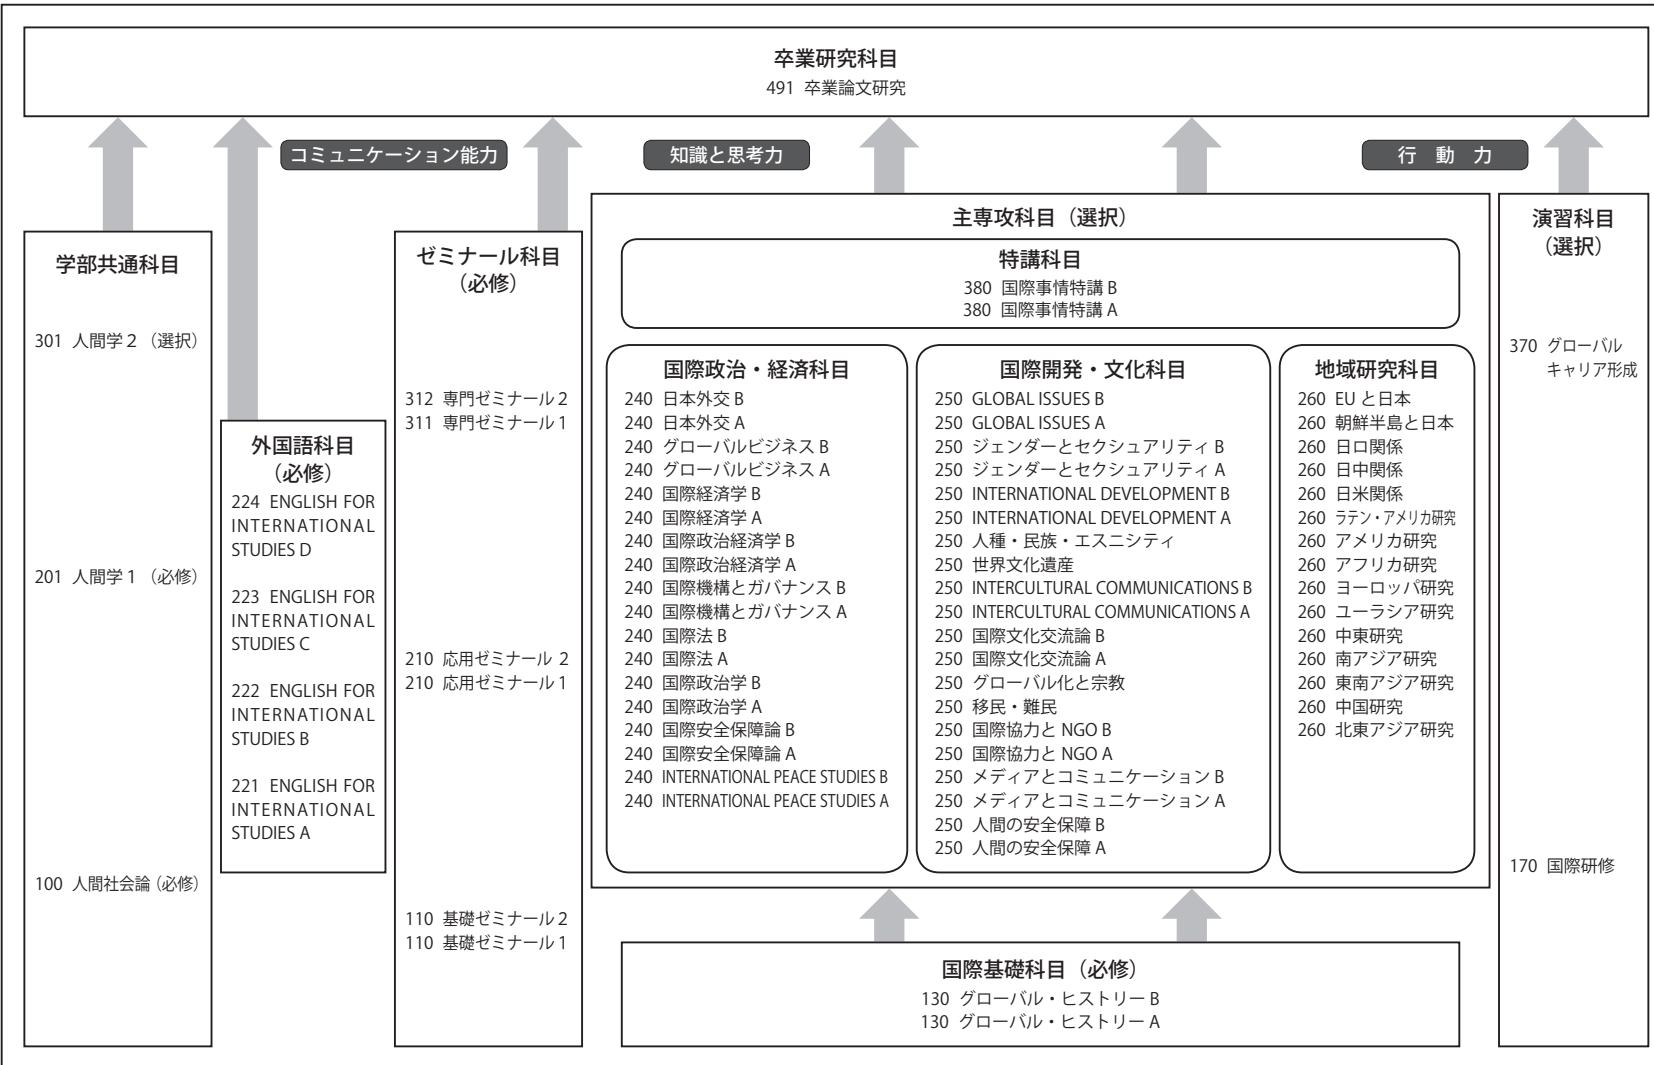 卒業研究科目
491 卒業論文研究
コミュニケーション能力
知識と思考力
行 動 力
学部共通科目
301 人間学2（選択）
201 人間学1（必修）
100 人間社会論（必修）
外国語科目
（必修）
224 ENGLISH FOR
INTERNATIONAL
STUDIES D
223 ENGLISH FOR
INTERNATIONAL
STUDIES C
222 ENGLISH FOR
INTERNATIONAL
STUDIES B
221 ENGLISH FOR
INTERNATIONAL
STUDIES A
ゼミナール科目
（必修）
312 専門ゼミナール2
311 専門ゼミナール1
210 応用ゼミナール 2
210 応用ゼミナール1
110 基礎ゼミナール2
110 基礎ゼミナール1
主専攻科目（選択）
特講科目
380 国際事情特講 B
380 国際事情特講 A
国際政治・経済科目
240 日本外交 B
240 日本外交 A
240 グローバルビジネス B
240 グローバルビジネス A
240 国際経済学 B
240 国際経済学 A
240 国際政治経済学 B
240 国際政治経済学 A
240 国際機構とガバナンス B
240 国際機構とガバナンス A
240 国際法 B
240 国際法 A
240 国際政治学 B
240 国際政治学 A
240 国際安全保障論 B
240 国際安全保障論 A
240 INTERNATIONAL PEACE STUDIES B
240 INTERNATIONAL PEACE STUDIES A
国際開発・文化科目
250 GLOBAL ISSUES B
250 GLOBAL ISSUES A
250 ジェンダーとセクシュアリティ B
250 ジェンダーとセクシュアリティ A
250 INTERNATIONAL DEVELOPMENT B
250 INTERNATIONAL DEVELOPMENT A
250 人種・民族・エスニシティ
250 世界文化遺産
250 INTERCULTURAL COMMUNICATIONS B
250 INTERCULTURAL COMMUNICATIONS A
250 国際文化交流論 B
250 国際文化交流論 A
250 グローバル化と宗教
250 移民・難民
250 国際協力と NGO B
250 国際協力と NGO A
250 メディアとコミュニケーション B
250 メディアとコミュニケーション A
250 人間の安全保障 B
250 人間の安全保障 A
地域研究科目
260 EU と日本
260 朝鮮半島と日本
260 日ロ関係
260 日中関係
260 日米関係
260 ラテン・アメリカ研究
260 アメリカ研究
260 アフリカ研究
260 ヨーロッパ研究
260 ユーラシア研究
260 中東研究
260 南アジア研究
260 東南アジア研究
260 中国研究
260 北東アジア研究
国際基礎科目（必修）
130 グローバル・ヒストリー B
130 グローバル・ヒストリー A
演習科目
（選択）
370 グローバル
キャリア形成
170 国際研修